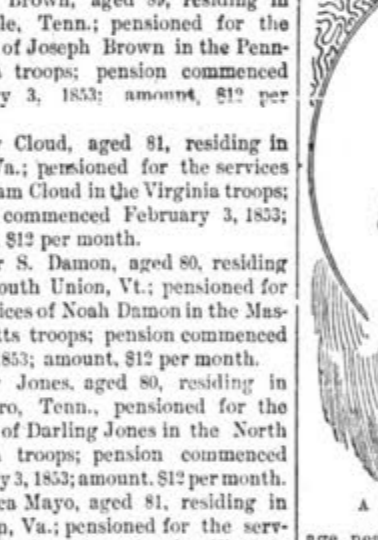 Brown, aged 89, residing in
le, Tenn.; pensioned for the
of Joseph Brown in the Penn-
troops; pension commenced
y 3, 1853; amount, $12 per
Cloud, aged 81, residing in
Va.; pensioned for the services
am Cloud in the Virginia troops;
commenced February 3, 1853;
$12 per month.
r S. Damon, aged 80, residing
outh Union, Vt.; pensioned for
ices of Noah Damon in the Mas-
tts troops; pension commenced
1853; amount, $12 per month.
Jones, aged 80, residing in
ro, Tenn., pensioned for the
of Darling Jones in the North
troops; pension commenced
y 3, 1853; amount. $12 per month.
ca Mayo, aged 81, residing in
n, Va.; pensioned for the serv-
A